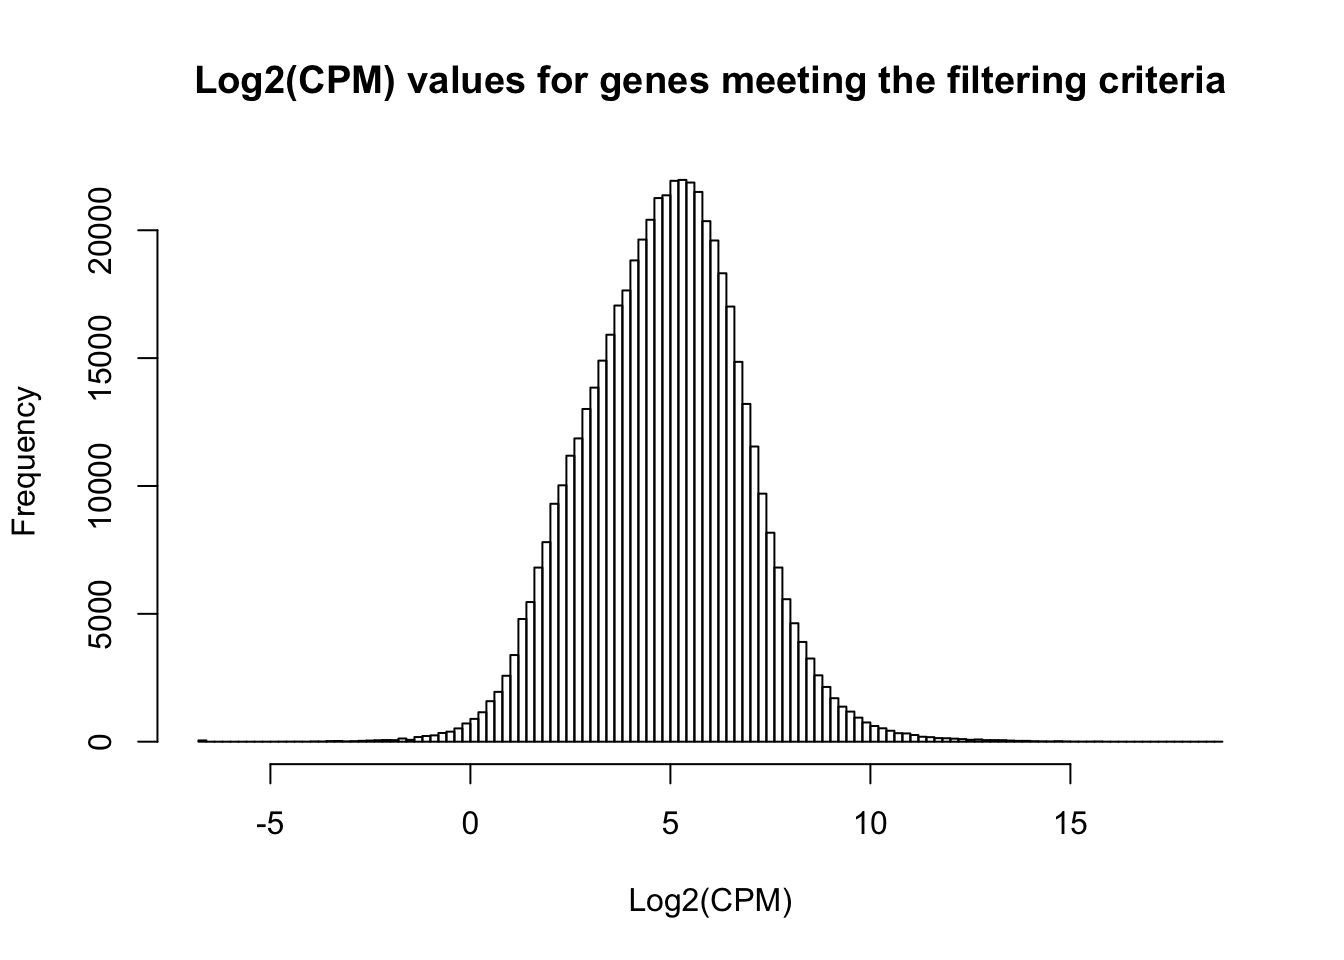 Log2(CPM) values for genes meeting the filtering criteria
Frequency
20000
15000
10000
5000
0
-5 0 5 10 15
Log2(CPM)